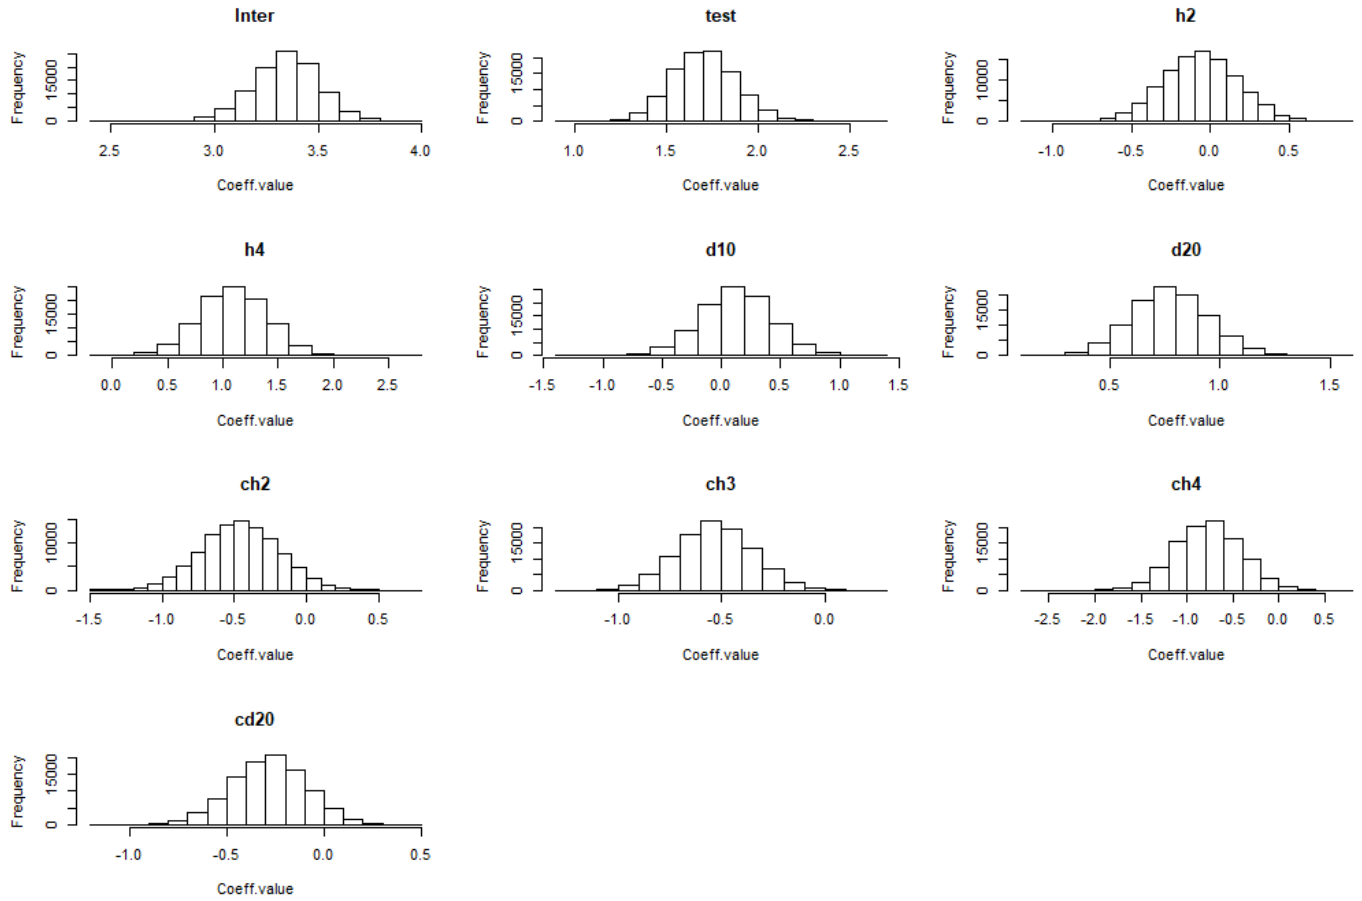 Inter
Frequency
0 15000
2.5 3.0 3.5 4.0
Coeff.value
test
Frequency
0 15000
1.0 1.5 2.0 2.5
Coeff.value
h2
Frequency
0 10000
-1.0 -0.5 0.0 0.5
Coeff.value
h4
Frequency
0 15000
0.0 0.5 1.0 1.5 2.0 2.5
Coeff.value
d10
Frequency
0 15000
-1.5 -1.0 -0.5 0.0 0.5 1.0 1.5
Coeff.value
d20
Frequency
0 15000
0.5 1.0 1.5
Coeff.value
ch2
Frequency
0 10000
-1.5 -1.0 -0.5 0.0 0.5
Coeff.value
ch3
Frequency
0 15000
-1.0 -0.5 0.0
Coeff.value
ch4
Frequency
0 15000
-2.5 -2.0 -1.5 -1.0 -0.5 0.0 0.5
Coeff.value
cd20
Frequency
0 15000
-1.0 -0.5 0.0 0.5
Coeff.value